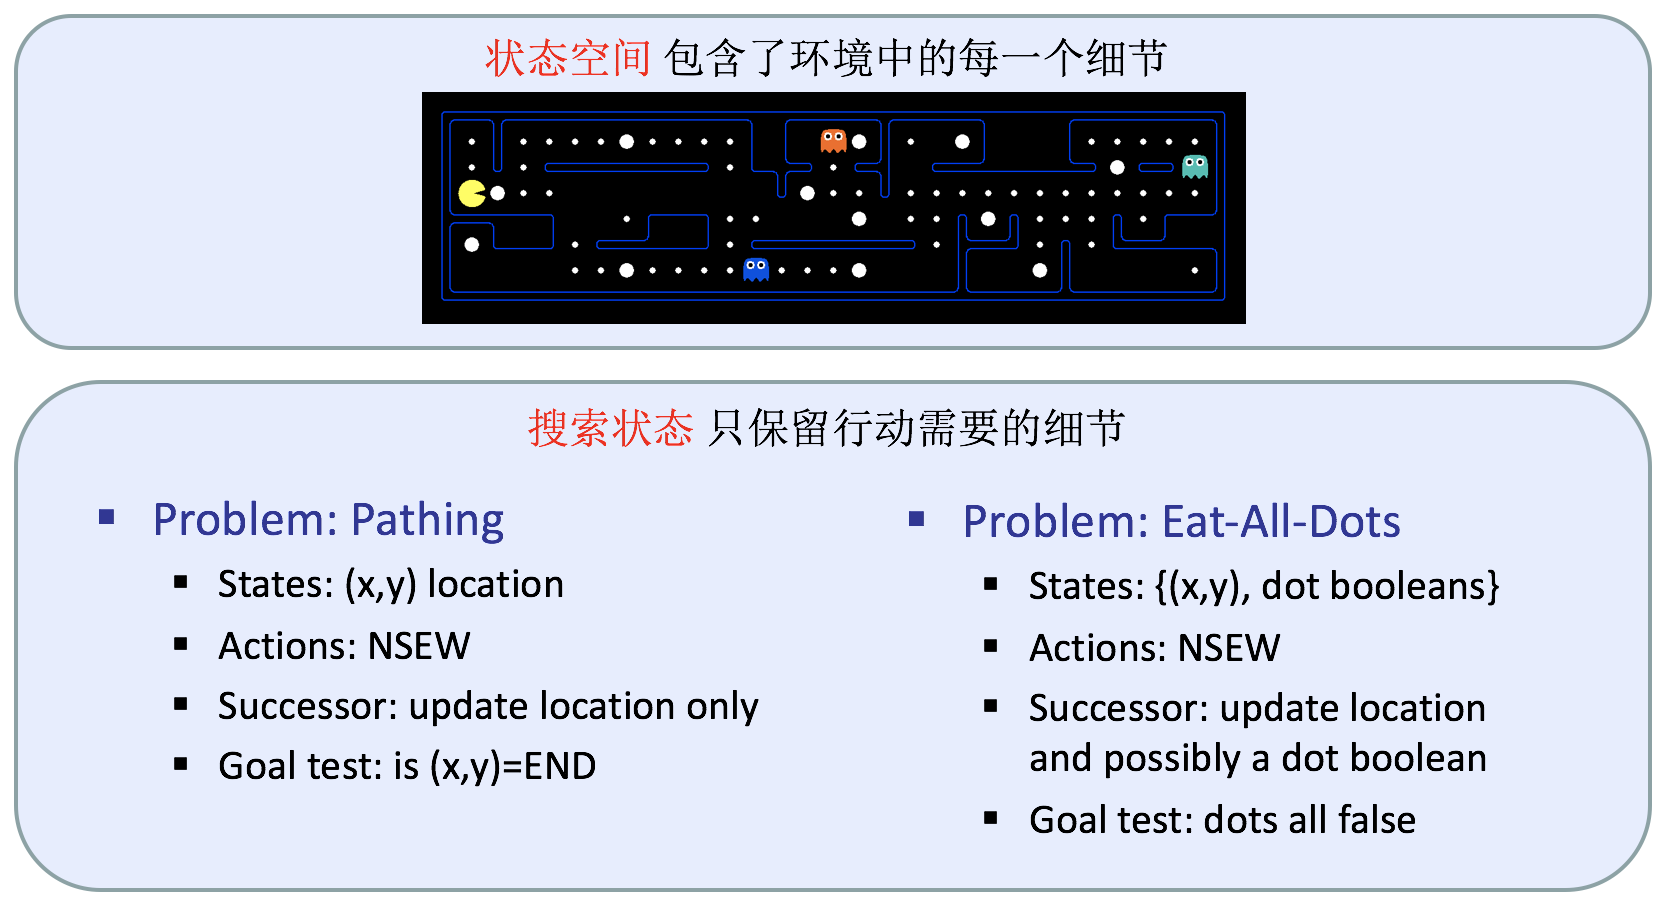 状态空间 包含了环境中的每一个细节
搜索状态 只保留行动需要的细节
▪ Problem: Pathing
▪ States: (x,y) location
▪ Actions: NSEW
▪ Successor: update location only
▪ Goal test: is (x,y)=END
▪ Problem: Eat-All-Dots
▪ States: {(x,y), dot booleans}
▪ Actions: NSEW
▪ Successor: update location
and possibly a dot boolean
▪ Goal test: dots all false